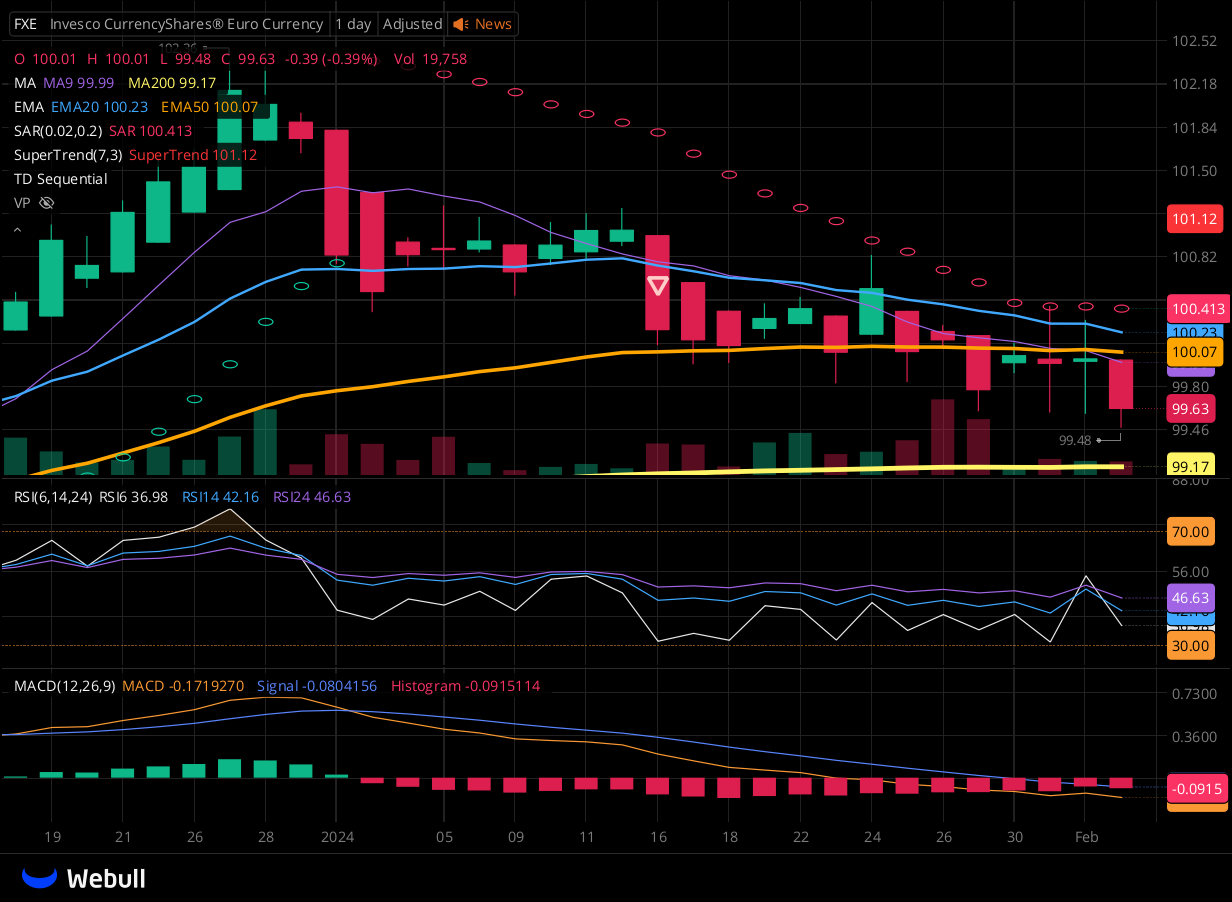 FXE Invesco CurrencyShares® Euro Currency 1 day Adjusted News
O 100.01 H 100.01 L 99.48 C 99.63 -0.39 (-0.39%) Vol 19,758
MA MA9 99.99 MA200 99.17
EMA EMA20 100.23 EMA50 100.07
SAR(0.02,0.2) SAR 100.413
SuperTrend(7,3) SuperTrend 101.12
TD Sequential
VP
102.52
102.18
101.84
101.50
101.12
100.82
100.413
100.23
100.07
99.80
99.63
99.46
99.48
99.17
88.00
RSI(6,14,24) RSI6 36.98 RSI14 42.16 RSI24 46.63
70.00
56.00
46.63
30.00
MACD(12,26,9) MACD -0.1719270 Signal -0.0804156 Histogram -0.0915114
0.7300
0.3600
-0.0915
19 21 26 28 2024 05 09 11 16 18 22 24 26 30 Feb
Webull